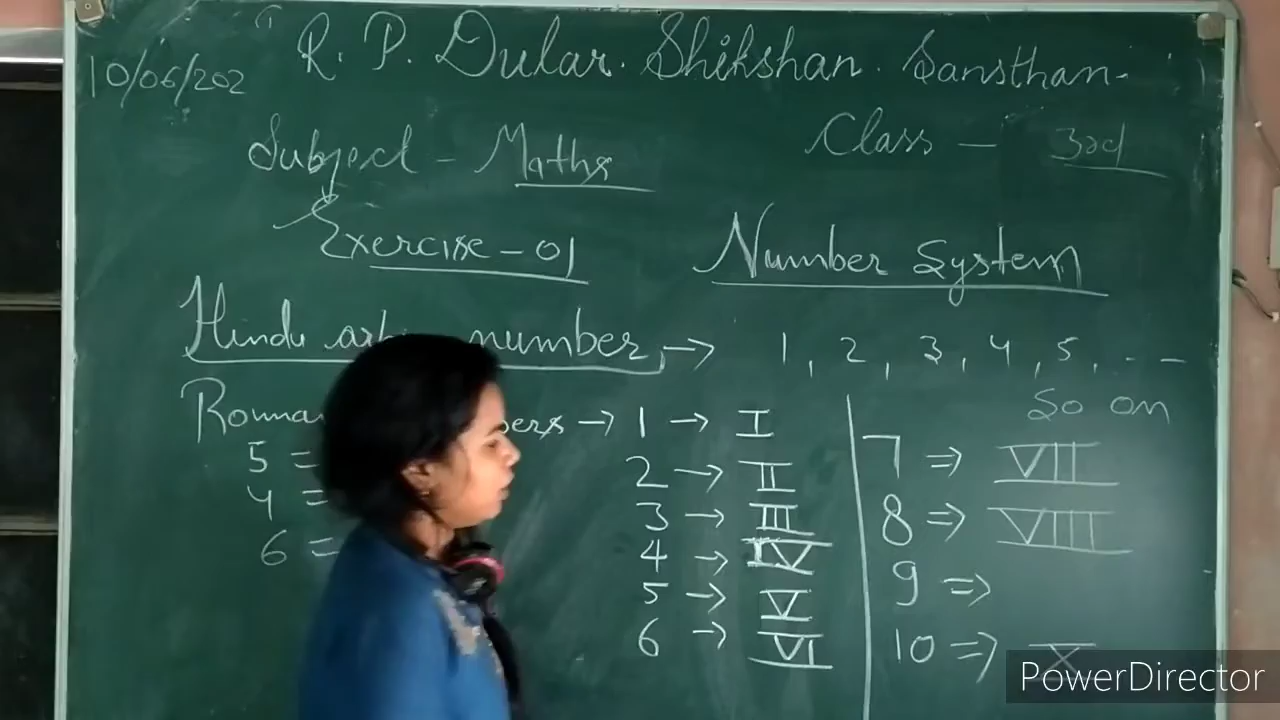 R. P. Dular. Shikshan. Sansthan.
10/06/202
Subject - Maths
Class - 3rd
Exercise - 01
Number System
Hindu number, → 1, 2, 3, 4, 5, . - -
So on
Roman → 1 → I
2 → II
3 → III
4 → IV
5 → V
6 → VI
5 =
4 =
6 =
7 ⇒ VII
8 ⇒ VIII
9 ⇒
10 ⇒ X
PowerDirector